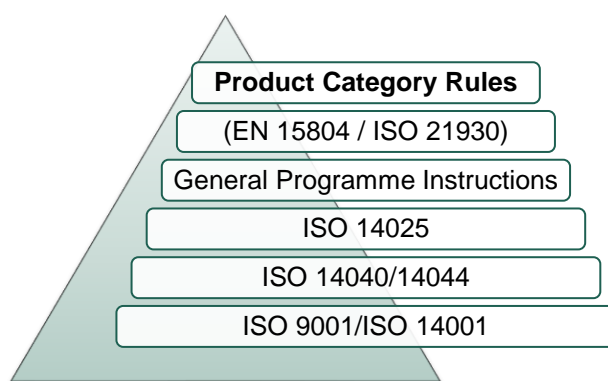 Product Category Rules
(EN 15804 / ISO 21930)
General Programme Instructions
ISO 14025
ISO 14040/14044
ISO 9001/ISO 14001